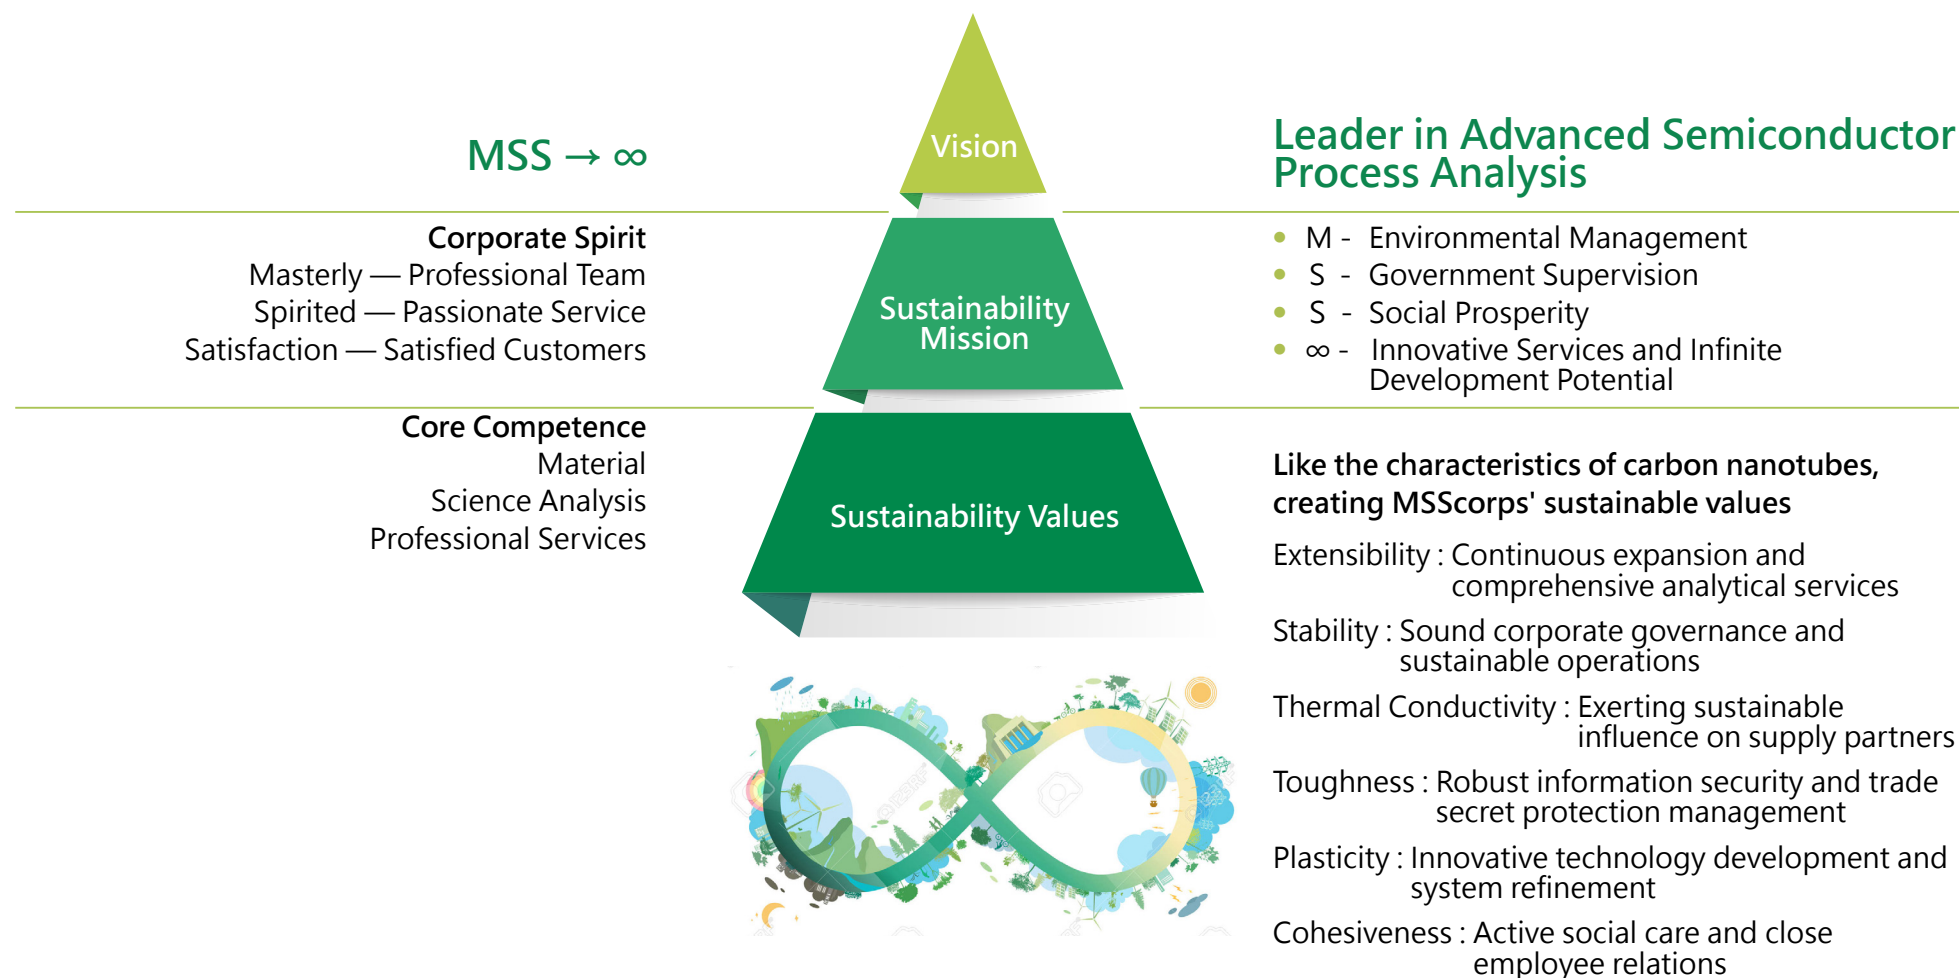 MSS → ∞
Vision
Leader in Advanced Semiconductor
Process Analysis
Corporate Spirit
Masterly — Professional Team
Spirited — Passionate Service
Satisfaction — Satisfied Customers
Sustainability
Mission
• M - Environmental Management
• S - Government Supervision
• S - Social Prosperity
• ∞ - Innovative Services and Infinite
Development Potential
Core Competence
Material
Science Analysis
Professional Services
Sustainability Values
Like the characteristics of carbon nanotubes,
creating MSScorps' sustainable values
Extensibility : Continuous expansion and
comprehensive analytical services
Stability : Sound corporate governance and
sustainable operations
Thermal Conductivity : Exerting sustainable
influence on supply partners
Toughness : Robust information security and trade
secret protection management
Plasticity : Innovative technology development and
system refinement
Cohesiveness : Active social care and close
employee relations